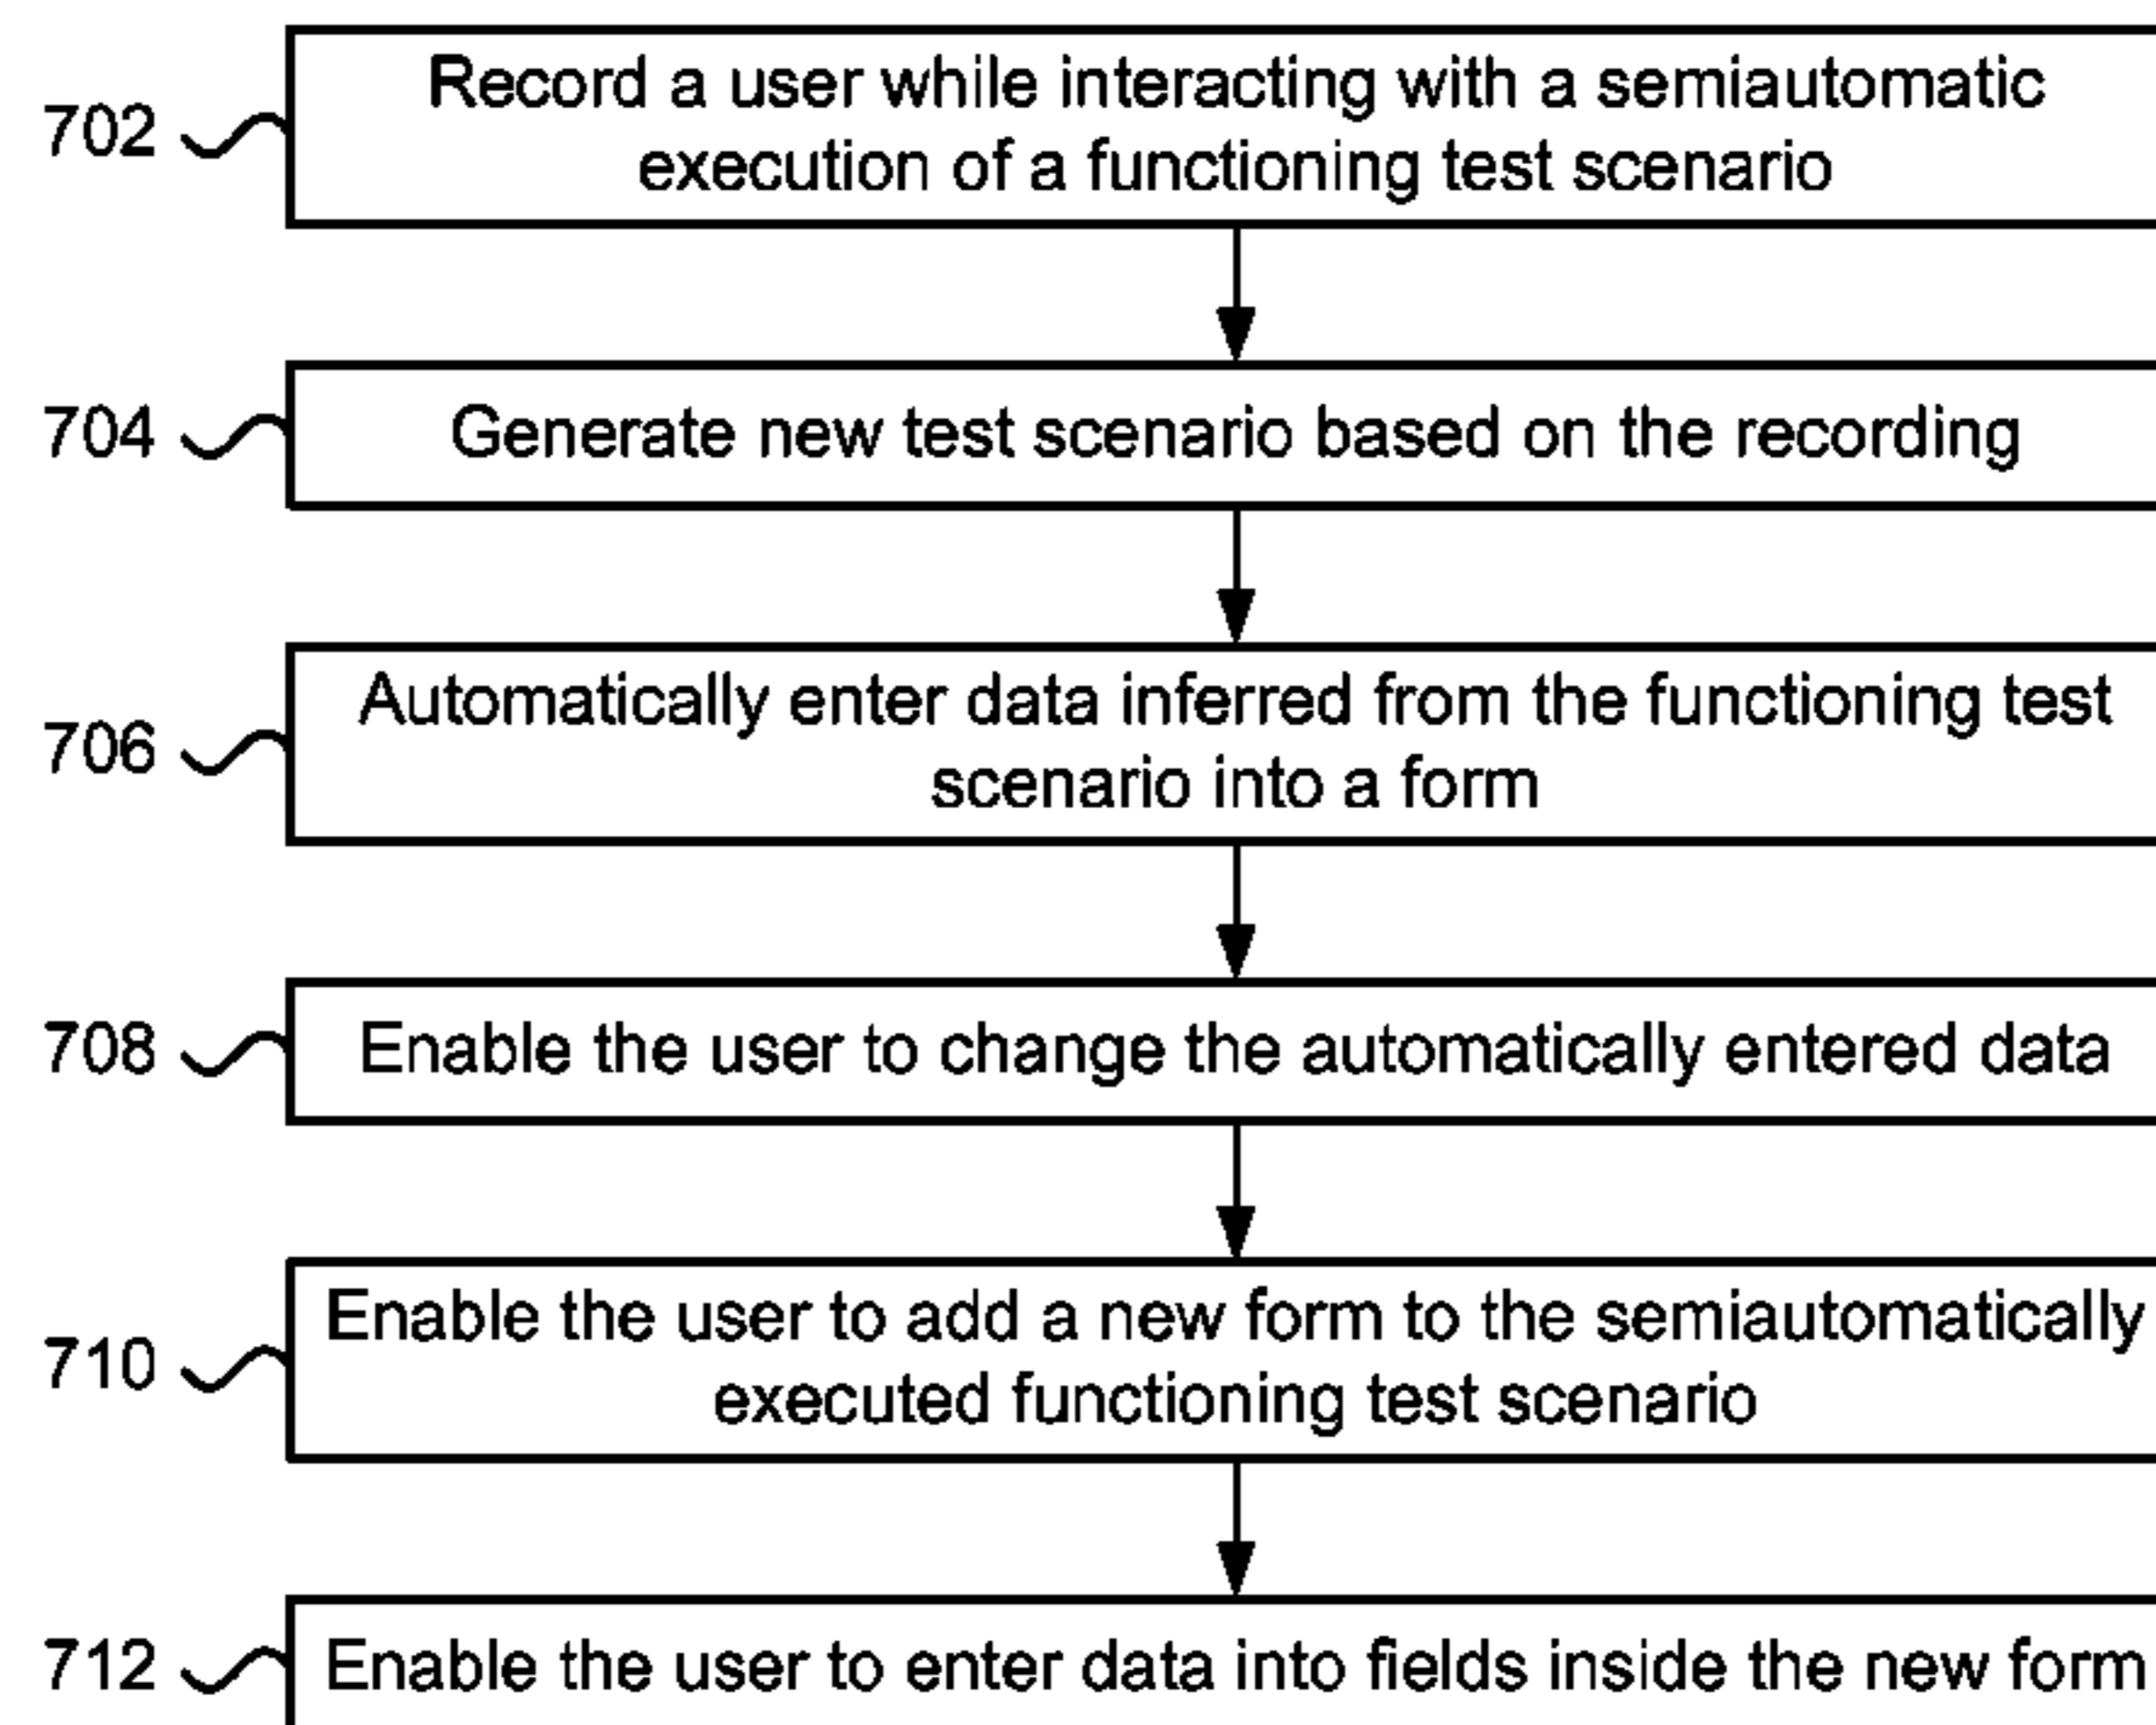 Record a user while interacting with a semiautomatic
execution of a functioning test scenario
702
Generate new test scenario based on the recording
704
Automatically enter data inferred from the functioning test
scenario into a form
706
Enable the user to change the automatically entered data
708
Enable the user to add a new form to the semiautomatically
executed functioning test scenario
710
Enable the user to enter data into fields inside the new form
712